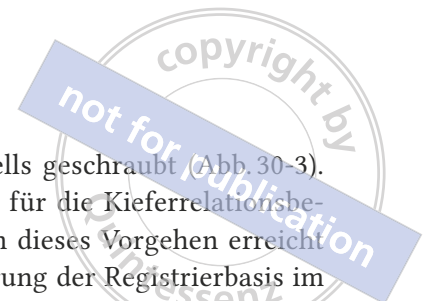 copyright by
not for publication
Quintessenz
ells geschraubt (Abb. 30-3).
für die Kieferrelationsbe-
n dieses Vorgehen erreicht
rung der Registrierbasis im